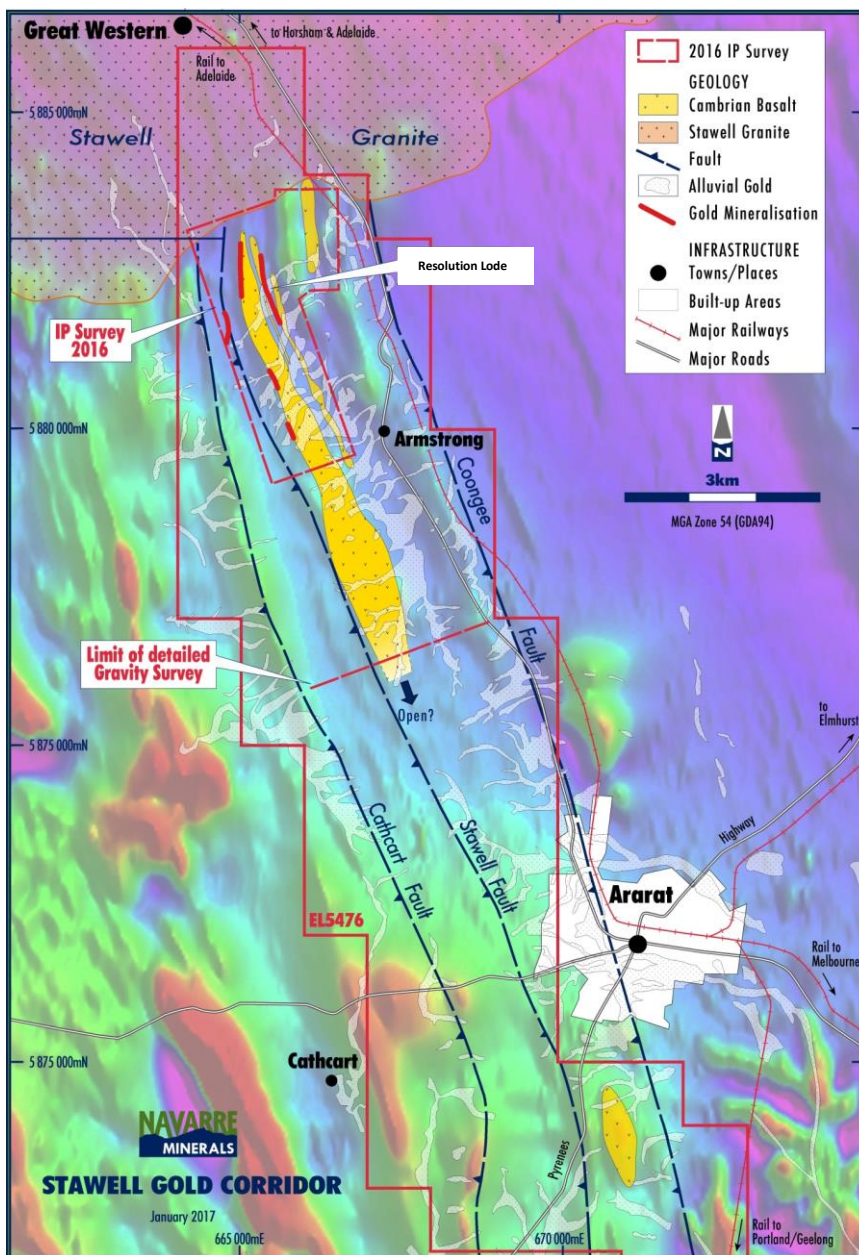 Great Western
to Horsham & Adelaide
Rail to
Adelaide
5 885 000mN
Stawell
Granite
2016 IP Survey
GEOLOGY
Cambrian Basalt
Stawell Granite
Fault
Alluvial Gold
Gold Mineralisation
INFRASTRUCTURE
Towns/Places
Built-up Areas
Major Railways
Major Roads
Resolution Lode
IP Survey
2016
5 880 000mN
Armstrong
Coongee
Fault
N
3km
MGA Zone 54 (GDA94)
Limit of detailed
Gravity Survey
Open?
to
Elmhurst
5 875 000mN
Cathcart
Fault
Stawell
Fault
Highway
Ararat
EL5476
Rail to
Melbourne
5 875 000mN
Cathcart
NAVARRE
MINERALS
STAWELL GOLD CORRIDOR
January 2017
Pyrenees
Rail to
Portland/Geelong
665 000mE
670 000mE